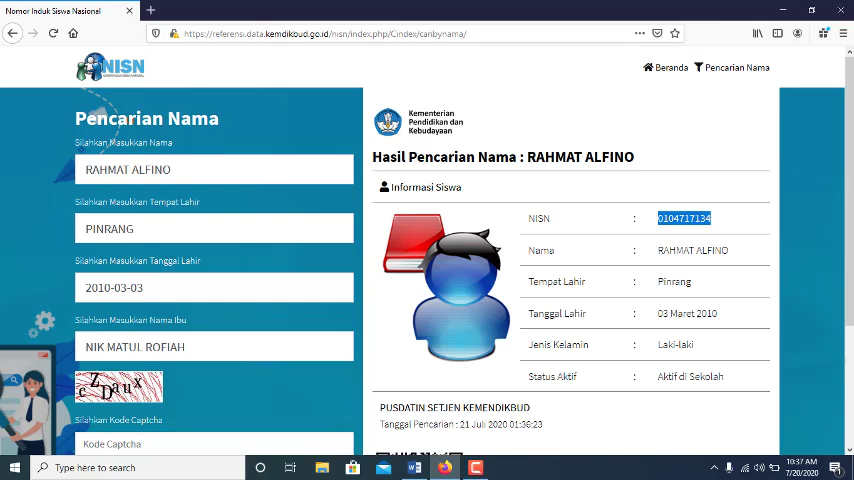 Nomor Induk Siswa Nasional
https://referensi.data.kemdikbud.go.id/nisn/index.php/Cindex/caribynama/
NISN
Beranda
Pencarian Nama
Pencarian Nama
Silahkan Masukkan Nama
RAHMAT ALFINO
Silahkan Masukkan Tempat Lahir
PINRANG
Silahkan Masukkan Tanggal Lahir
2010-03-03
Silahkan Masukkan Nama Ibu
NIK MATUL ROFIAH
Silahkan Kode Captcha
Kode Captcha
Kementerian
Pendidikan dan
Kebudayaan
Hasil Pencarian Nama : RAHMAT ALFINO
Informasi Siswa
NISN : 0104717134
Nama : RAHMAT ALFINO
Tempat Lahir : Pinrang
Tanggal Lahir : 03 Maret 2010
Jenis Kelamin : Laki-laki
Status Aktif : Aktif di Sekolah
PUSDATIN SETJEN KEMENDIKBUD
Tanggal Pencarian : 21 Juli 2020 01:36:23
Type here to search
10:37 AM
7/20/2020